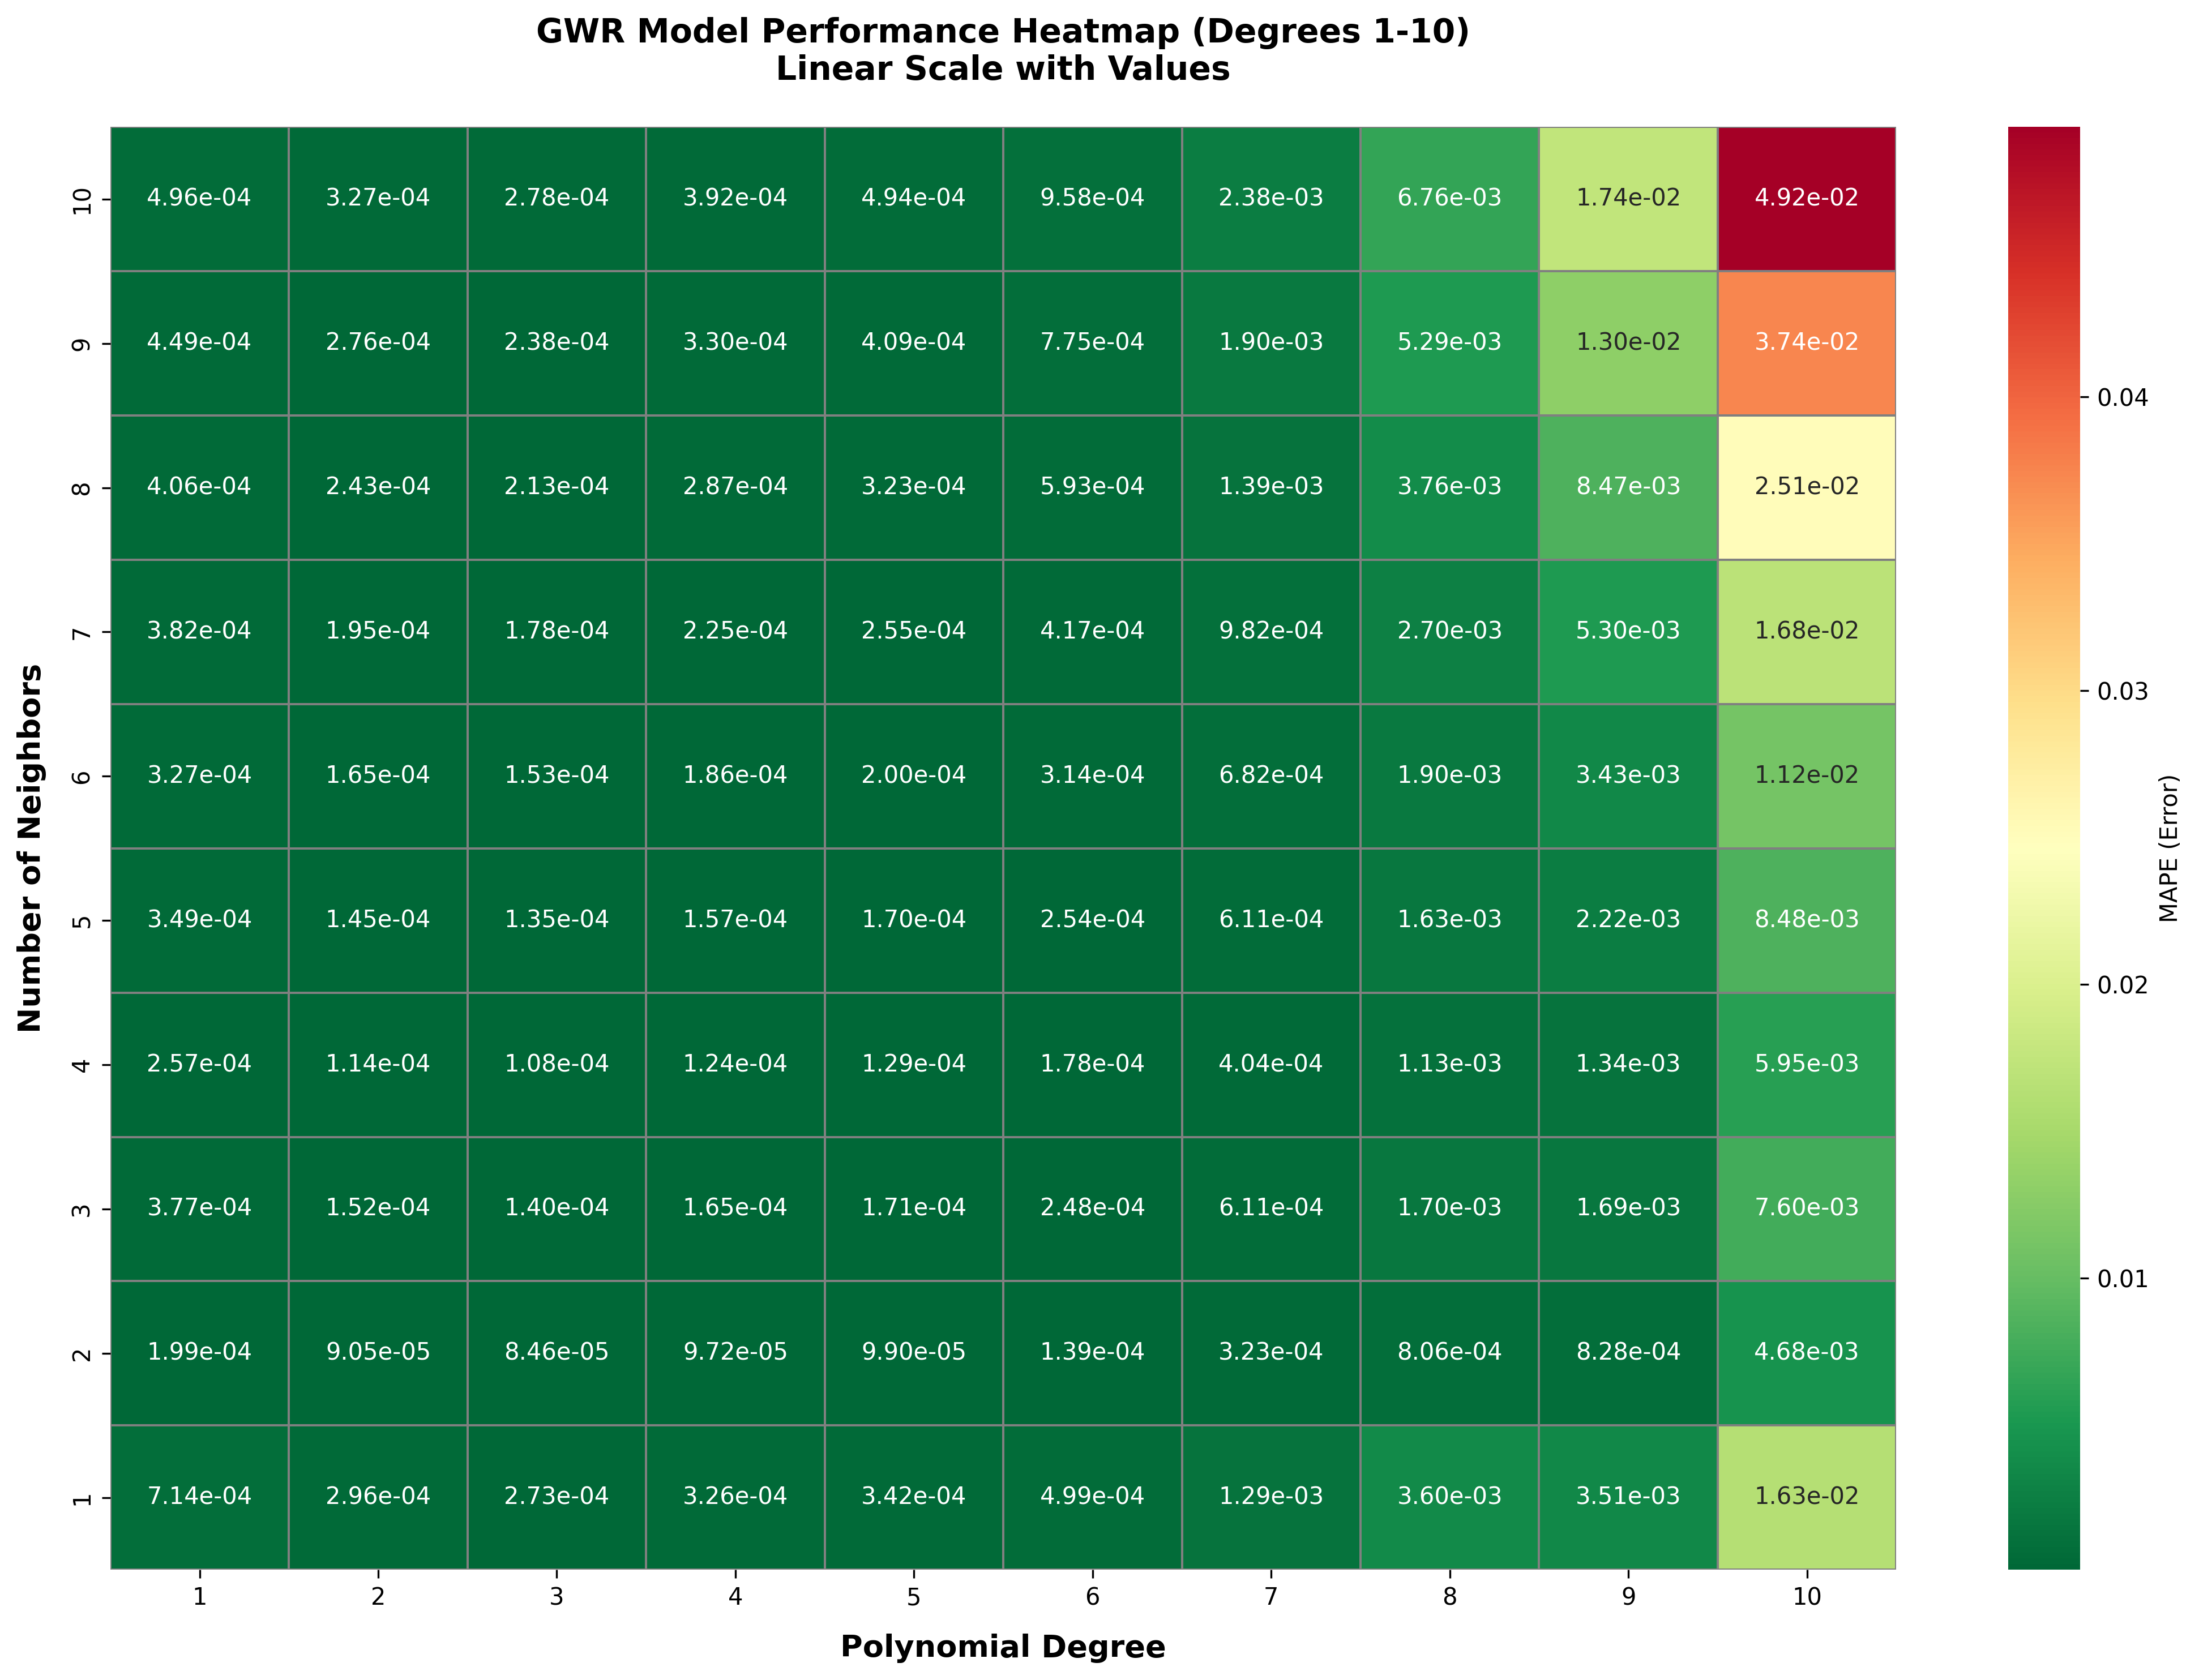 GWR Model Performance Heatmap (Degrees 1-10)
Linear Scale with Values
Number of Neighbors
10 4.96e-04 3.27e-04 2.78e-04 3.92e-04 4.94e-04 9.58e-04 2.38e-03 6.76e-03 1.74e-02 4.92e-02
9 4.49e-04 2.76e-04 2.38e-04 3.30e-04 4.09e-04 7.75e-04 1.90e-03 5.29e-03 1.30e-02 3.74e-02
8 4.06e-04 2.43e-04 2.13e-04 2.87e-04 3.23e-04 5.93e-04 1.39e-03 3.76e-03 8.47e-03 2.51e-02
7 3.82e-04 1.95e-04 1.78e-04 2.25e-04 2.55e-04 4.17e-04 9.82e-04 2.70e-03 5.30e-03 1.68e-02
6 3.27e-04 1.65e-04 1.53e-04 1.86e-04 2.00e-04 3.14e-04 6.82e-04 1.90e-03 3.43e-03 1.12e-02
5 3.49e-04 1.45e-04 1.35e-04 1.57e-04 1.70e-04 2.54e-04 6.11e-04 1.63e-03 2.22e-03 8.48e-03
4 2.57e-04 1.14e-04 1.08e-04 1.24e-04 1.29e-04 1.78e-04 4.04e-04 1.13e-03 1.34e-03 5.95e-03
3 3.77e-04 1.52e-04 1.40e-04 1.65e-04 1.71e-04 2.48e-04 6.11e-04 1.70e-03 1.69e-03 7.60e-03
2 1.99e-04 9.05e-05 8.46e-05 9.72e-05 9.90e-05 1.39e-04 3.23e-04 8.06e-04 8.28e-04 4.68e-03
1 7.14e-04 2.96e-04 2.73e-04 3.26e-04 3.42e-04 4.99e-04 1.29e-03 3.60e-03 3.51e-03 1.63e-02
1 2 3 4 5 6 7 8 9 10
Polynomial Degree
0.04
0.03
0.02
0.01
MAPE (Error)